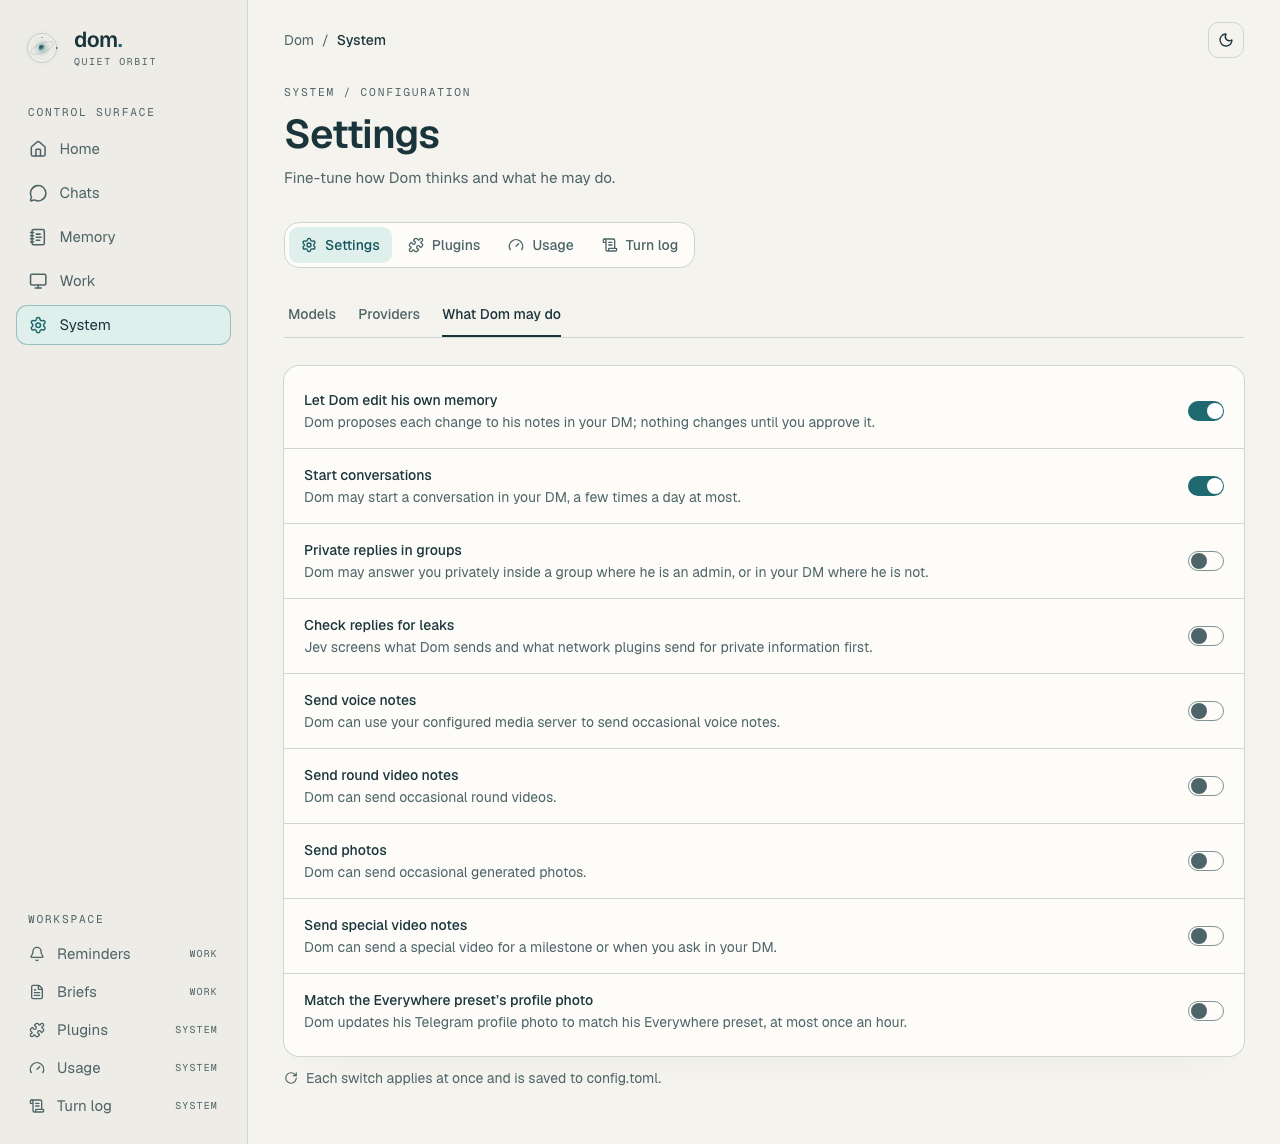 dom.
QUIET ORBIT
CONTROL SURFACE
Home
Chats
Memory
Work
System
WORKSPACE
Reminders WORK
Briefs WORK
Plugins SYSTEM
Usage SYSTEM
Turn log SYSTEM
Dom / System
SYSTEM / CONFIGURATION
Settings
Fine-tune how Dom thinks and what he may do.
Settings Plugins Usage Turn log
Models Providers What Dom may do
Let Dom edit his own memory
Dom proposes each change to his notes in your DM; nothing changes until you approve it.
Start conversations
Dom may start a conversation in your DM, a few times a day at most.
Private replies in groups
Dom may answer you privately inside a group where he is an admin, or in your DM where he is not.
Check replies for leaks
Jev screens what Dom sends and what network plugins send for private information first.
Send voice notes
Dom can use your configured media server to send occasional voice notes.
Send round video notes
Dom can send occasional round videos.
Send photos
Dom can send occasional generated photos.
Send special video notes
Dom can send a special video for a milestone or when you ask in your DM.
Match the Everywhere preset’s profile photo
Dom updates his Telegram profile photo to match his Everywhere preset, at most once an hour.
Each switch applies at once and is saved to config.toml.